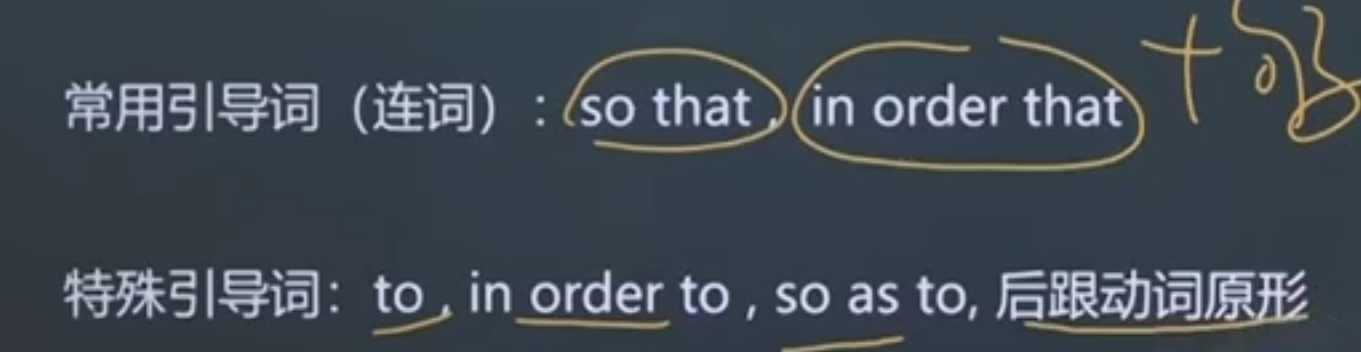 常用引导词（连词）：so that , in order that
特殊引导词：to , in order to , so as to, 后跟动词原形